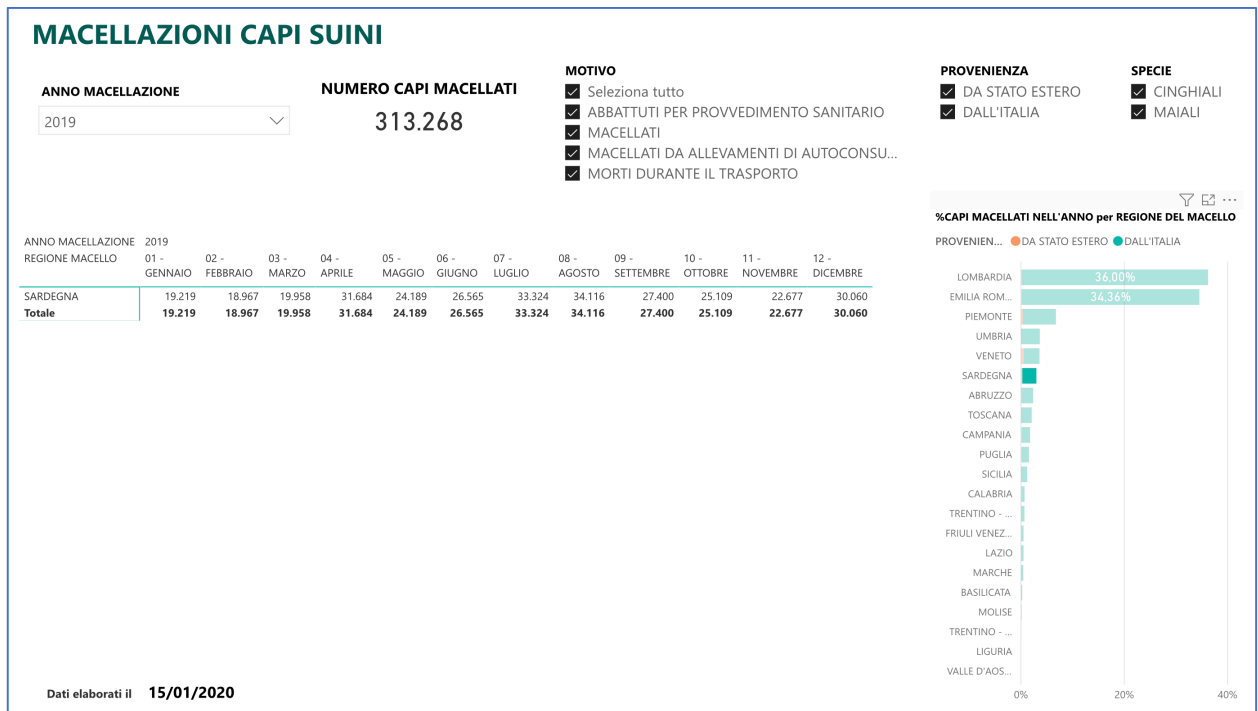 MACELLAZIONI CAPI SUINI
ANNO MACELLAZIONE
2019
NUMERO CAPI MACELLATI
313.268
MOTIVO
Seleziona tutto
ABBATTUTI PER PROVVEDIMENTO SANITARIO
MACELLATI
MACELLATI DA ALLEVAMENTI DI AUTOCONSU...
MORTI DURANTE IL TRASPORTO
PROVENIENZA
DA STATO ESTERO
DALL'ITALIA
SPECIE
CINGHIALI
MAIALI
ANNO MACELLAZIONE 2019
REGIONE MACELLO 01 - GENNAIO 02 - FEBBRAIO 03 - MARZO 04 - APRILE 05 - MAGGIO 06 - GIUGNO 07 - LUGLIO 08 - AGOSTO 09 - SETTEMBRE 10 - OTTOBRE 11 - NOVEMBRE 12 - DICEMBRE
SARDEGNA 19.219 18.967 19.958 31.684 24.189 26.565 33.324 34.116 27.400 25.109 22.677 30.060
Totale 19.219 18.967 19.958 31.684 24.189 26.565 33.324 34.116 27.400 25.109 22.677 30.060
%CAPI MACELLATI NELL'ANNO per REGIONE DEL MACELLO
PROVENIEN... DA STATO ESTERO DALL'ITALIA
LOMBARDIA 36.00%
EMILIA ROM... 34,36%
PIEMONTE
UMBRIA
VENETO
SARDEGNA
ABRUZZO
TOSCANA
CAMPANIA
PUGLIA
SICILIA
CALABRIA
TRENTINO - ...
FRIULI VENEZ...
LAZIO
MARCHE
BASILICATA
MOLISE
TRENTINO - ...
LIGURIA
VALLE D'AOS...
0% 20% 40%
Dati elaborati il 15/01/2020